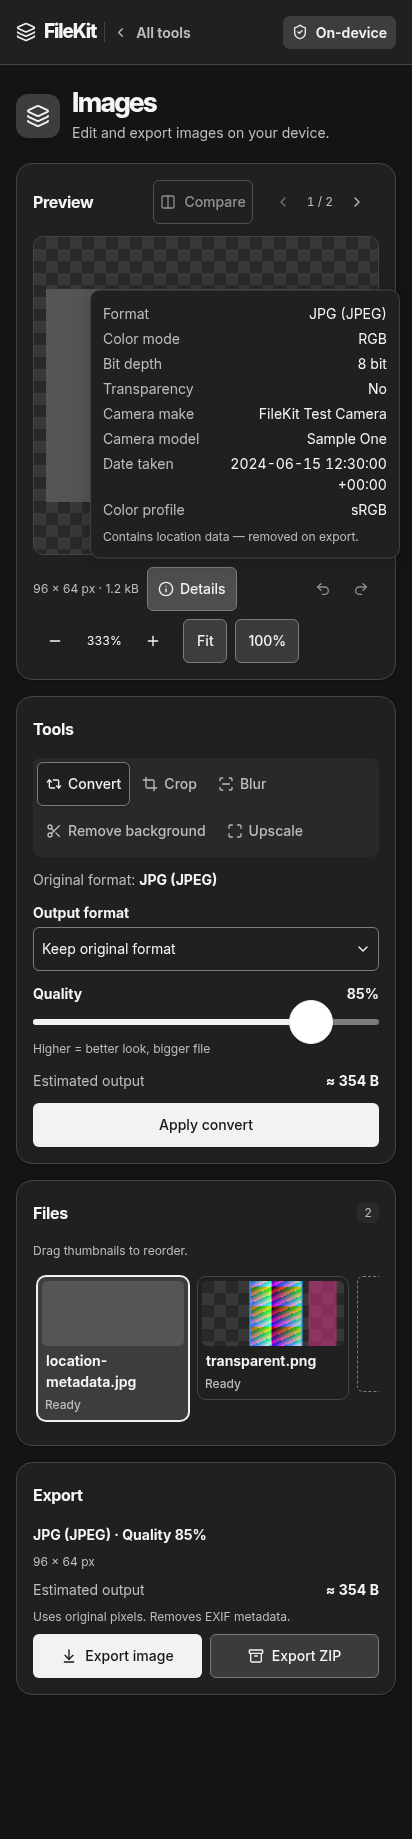 FileKit
All tools
On-device
Images
Edit and export images on your device.
Preview
Compare
1 / 2
Format JPG (JPEG)
Color mode RGB
Bit depth 8 bit
Transparency No
Camera make FileKit Test Camera
Camera model Sample One
Date taken 2024-06-15 12:30:00
+00:00
Color profile sRGB
Contains location data — removed on export.
96 × 64 px · 1.2 kB
Details
333%
Fit
100%
Tools
Convert
Crop
Blur
Remove background
Upscale
Original format: JPG (JPEG)
Output format
Keep original format
Quality 85%
Higher = better look, bigger file
Estimated output ≈ 354 B
Apply convert
Files 2
Drag thumbnails to reorder.
location-
metadata.jpg
Ready
transparent.png
Ready
Export
JPG (JPEG) · Quality 85%
96 × 64 px
Estimated output ≈ 354 B
Uses original pixels. Removes EXIF metadata.
Export image
Export ZIP